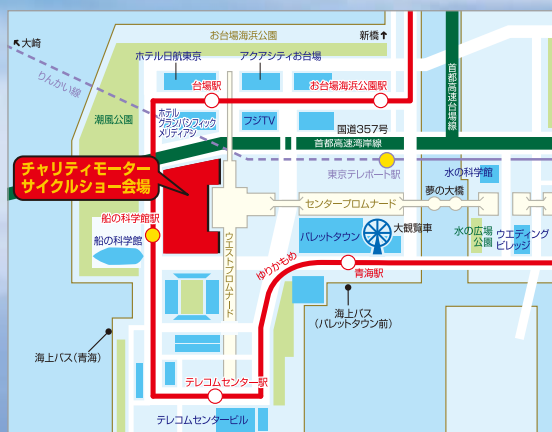 ↖大崎
りんかい線
お台場海浜公園
新橋↑
ホテル日航東京
アクアシティお台場
台場駅
お台場海浜公園駅
首都高速台場線
潮風公園
ホテル
グランパシフィック
メリディアン
フジTV
国道357号
首都高速湾岸線
チャリティモーター
サイクルショー会場
東京テレポート駅
水の科学館
夢の大橋
センタープロムナード
船の科学館駅
船の科学館
ウエストプロムナード
パレットタウン
大観覧車
水の広場
公園
ウエディング
ビレッジ
ゆりかもめ
青海駅
海上バス
(パレットタウン前)
海上バス(青海)
テレコムセンター駅
テレコムセンタービル